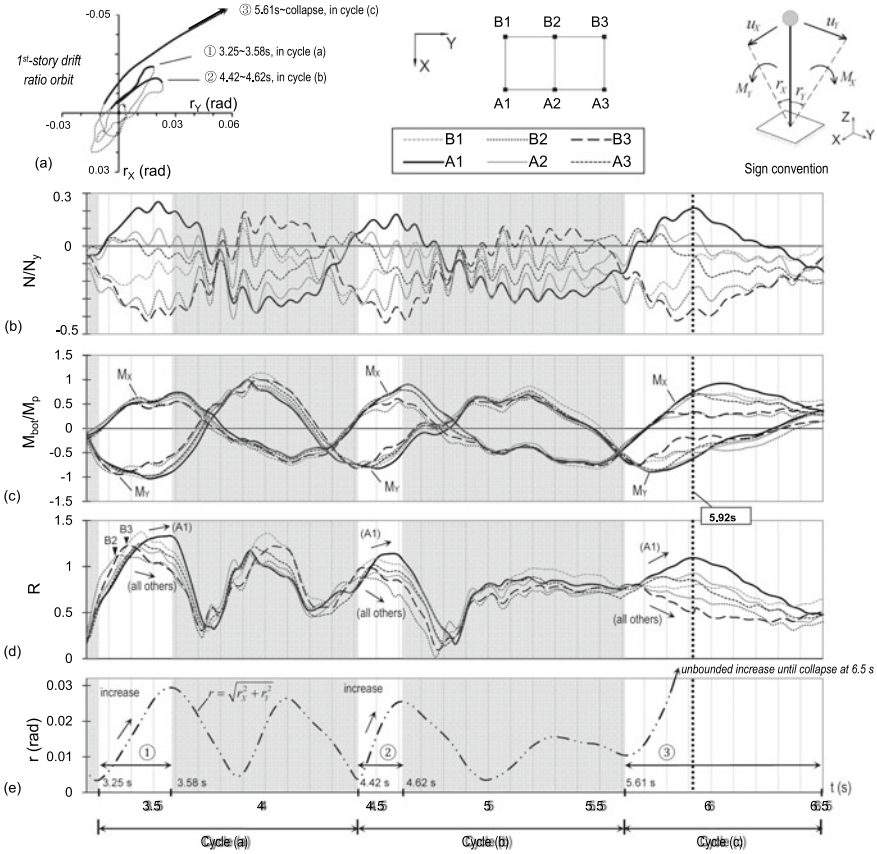 -0.05
③ 5.61s~collapse, in cycle (c)
1st-story drift
ratio orbit
① 3.25~3.58s, in cycle (a)
② 4.42~4.62s, in cycle (b)
rY (rad)
-0.03 0 0.03 0.06
0.03
rX (rad)
(a)
Y
X
B1 B2 B3
A1 A2 A3
B1 B2 B3
A1 A2 A3
uX uY
MY rX rY MX
Z
X Y
Sign convention
0.3
0
-0.5
N/Ny
(b)
1.5
1
0.5
0
-0.5
-1
-1.5
Mbot/Mp
MX MX MX
MY MY MY
(c)
5.92s
1.5
1
0.5
0
R
B2 B3 (A1) (A1) (A1)
(all others) (all others) (all others)
(d)
unbounded increase until collapse at 6.5 s
0.03
0.02
0.01
0
r (rad)
increase r = √rX² + rY² increase
① ② ③
(e)
3.25 s 3.58 s 4.42 s 4.62 s 5.61 s t (s)
3.5 4 4.5 5 5.5 6 6.5
Cycle (a) Cycle (b) Cycle (c)